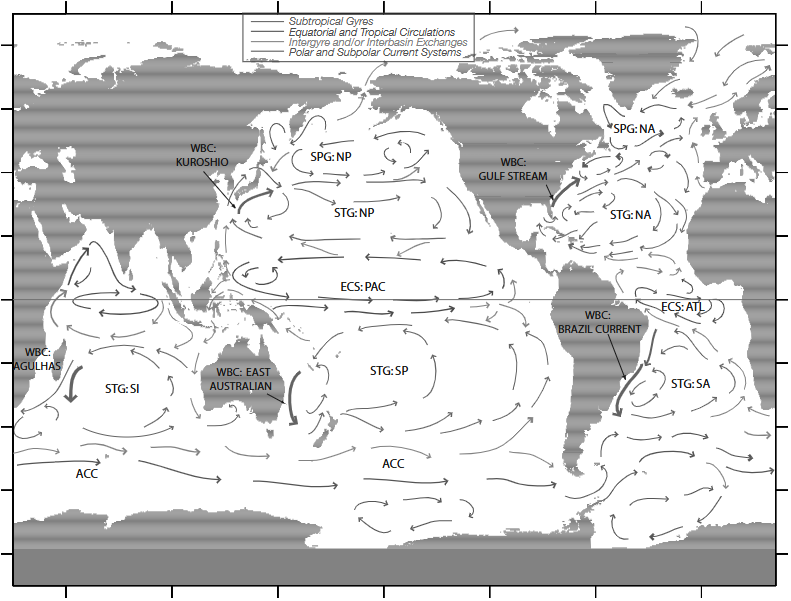 Subtropical Gyres
Equatorial and Tropical Circulations
Intergyre and/or Interbasin Exchanges
Polar and Subpolar Current Systems
SPG: NA
WBC:
KUROSHIO
SPG: NP
WBC:
GULF STREAM
STG: NP
STG: NA
ECS: PAC
ECS: ATL
WBC:
BRAZIL CURRENT
WBC:
AGULHAS
STG: SI
WBC: EAST
AUSTRALIAN
STG: SP
STG: SA
ACC
ACC